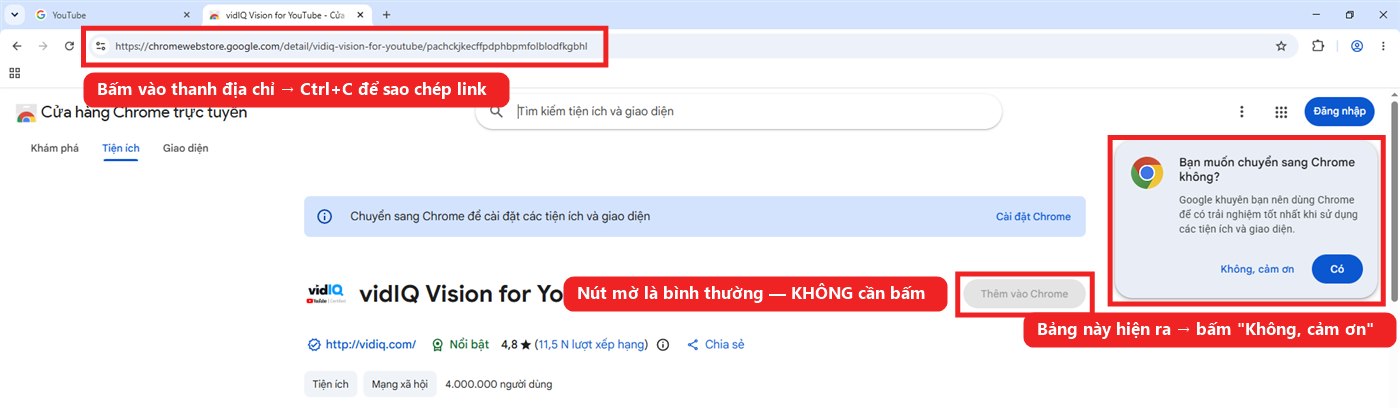 YouTube
vidIQ Vision for YouTube - Cửa
https://chromewebstore.google.com/detail/vidiq-vision-for-youtube/pachckjkecffpdphbpmfolblodfkgbhl
Bấm vào thanh địa chỉ → Ctrl+C để sao chép link
Cửa hàng Chrome trực tuyến
Tìm kiếm tiện ích và giao diện
Đăng nhập
Khám phá
Tiện ích
Giao diện
Bạn muốn chuyển sang Chrome
không?
Google khuyên bạn nên dùng Chrome
để có trải nghiệm tốt nhất khi sử dụng
các tiện ích và giao diện.
Không, cảm ơn
Có
Chuyển sang Chrome để cài đặt các tiện ích và giao diện
Cài đặt Chrome
vidIQ
YouTube
vidIQ Vision for Yo
Nút mờ là bình thường — KHÔNG cần bấm
Thêm vào Chrome
Bảng này hiện ra → bấm "Không, cảm ơn"
http://vidiq.com/
Nổi bật
4,8 ★ (11,5 N lượt xếp hạng)
Chia sẻ
Tiện ích
Mạng xã hội
4.000.000 người dùng